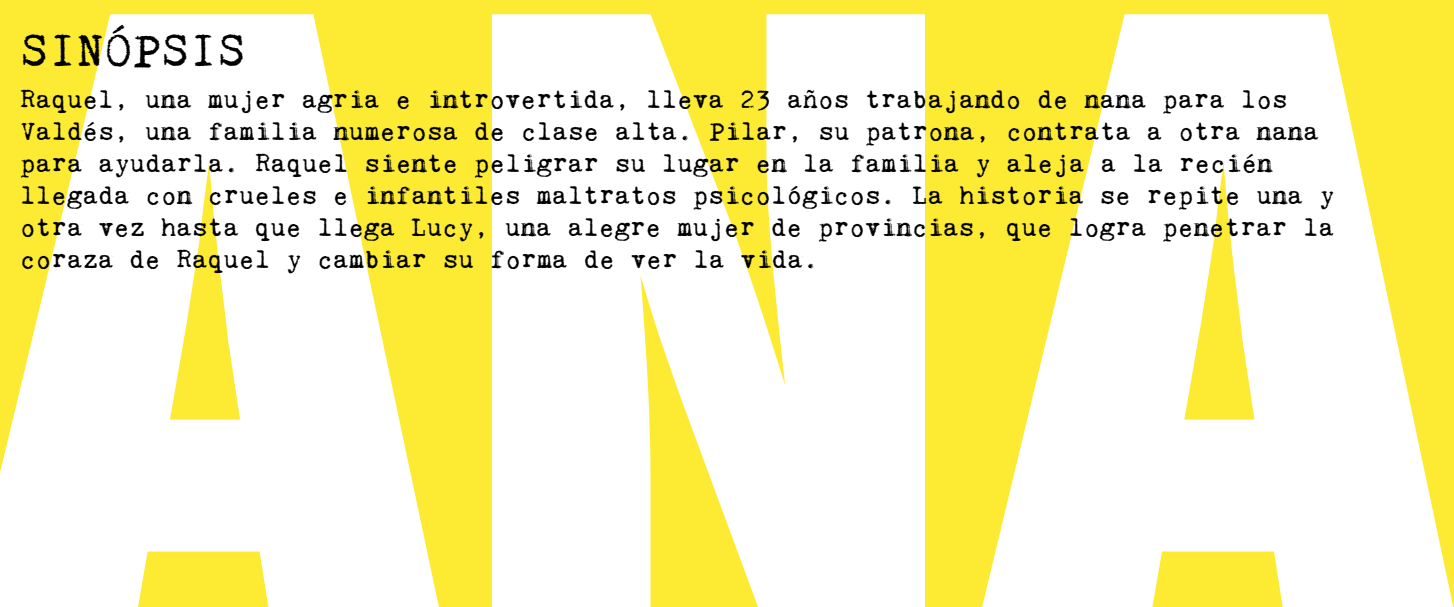 SINÓPSIS
Raquel, una mujer agria e introvertida, lleva 23 años trabajando de nana para los
Valdés, una familia numerosa de clase alta. Pilar, su patrona, contrata a otra nana
para ayudarla. Raquel siente peligrar su lugar en la familia y aleja a la recién
llegada con crueles e infantiles maltratos psicológicos. La historia se repite una y
otra vez hasta que llega Lucy, una alegre mujer de provincias, que logra penetrar la
coraza de Raquel y cambiar su forma de ver la vida.
ANA